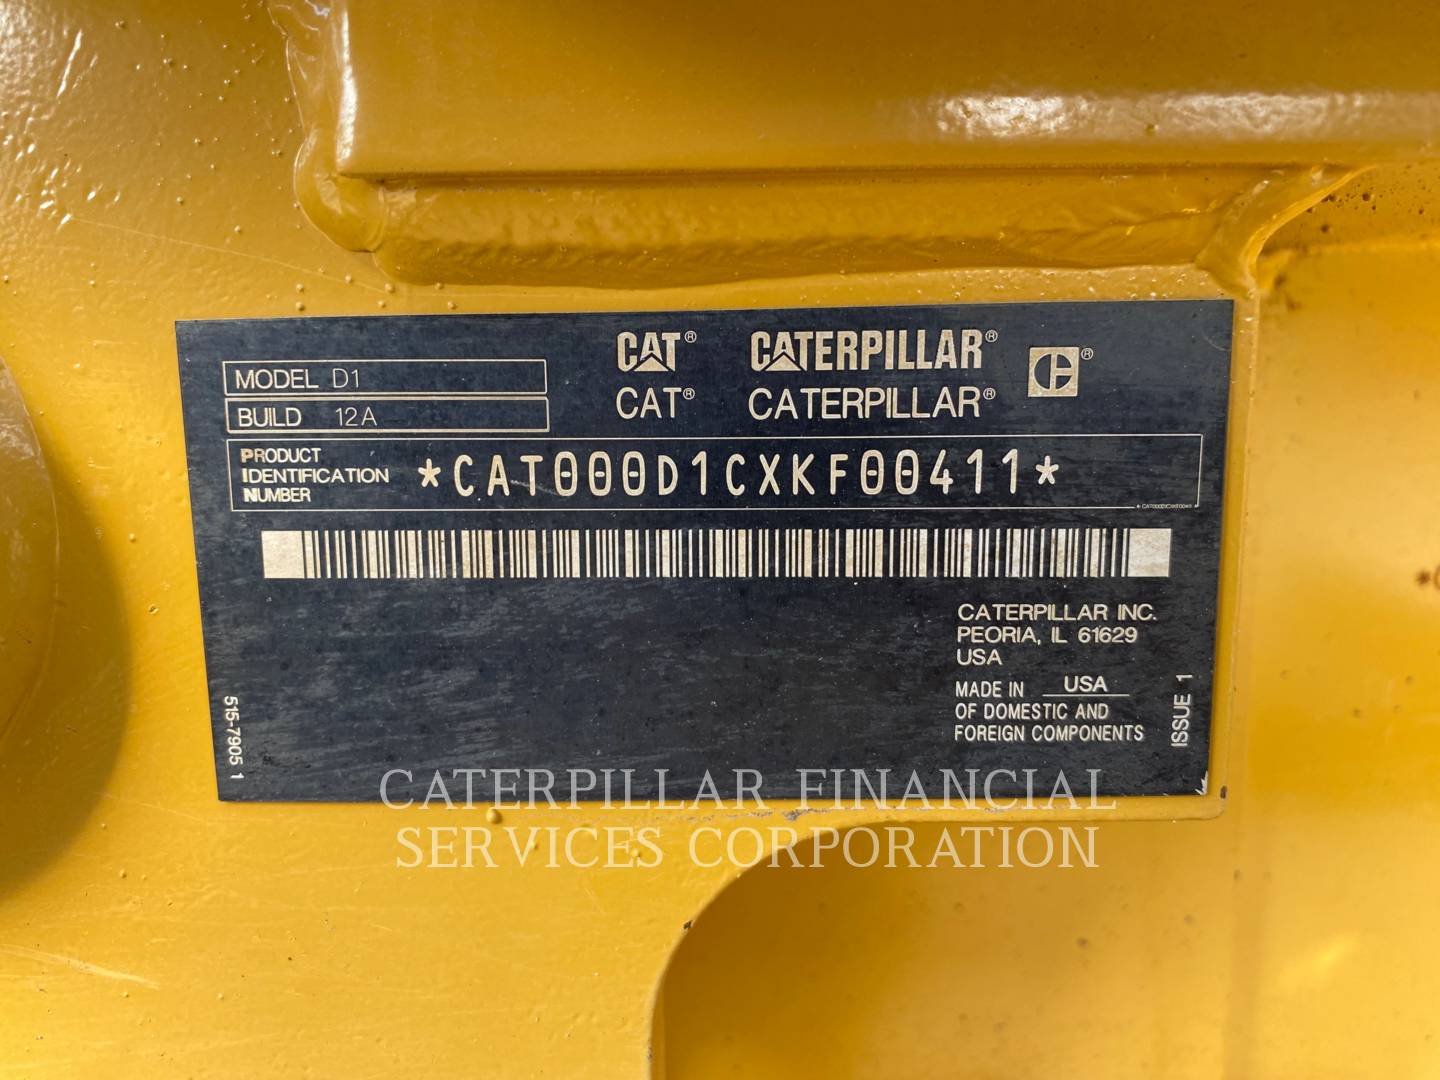 MODEL D1
BUILD 12A
CAT® CATERPILLAR® ®
CAT® CATERPILLAR®
PRODUCT
IDENTIFICATION
NUMBER
*CAT000D1CXKF00411*
CATERPILLAR INC.
PEORIA, IL 61629
USA
MADE IN USA
OF DOMESTIC AND
FOREIGN COMPONENTS
ISSUE 1
515-7905 1
CATERPILLAR FINANCIAL
SERVICES CORPORATION